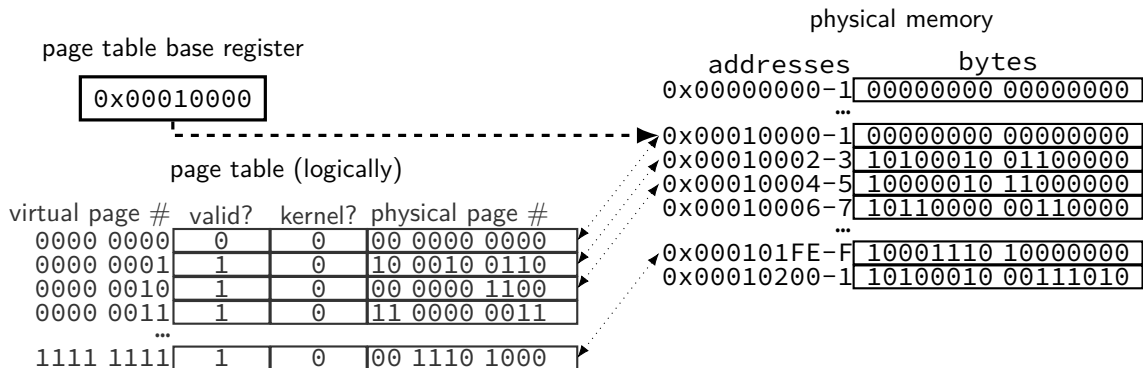 physical memory
page table base register
0x00010000
addresses bytes
0x00000000-1 00000000 00000000
…
0x00010000-1 00000000 00000000
0x00010002-3 10100010 01100000
0x00010004-5 10000010 11000000
0x00010006-7 10110000 00110000
…
0x000101FE-F 10001110 10000000
0x00010200-1 10100010 00111010
page table (logically)
virtual page # valid? kernel? physical page #
0000 0000 0 0 00 0000 0000
0000 0001 1 0 10 0010 0110
0000 0010 1 0 00 0000 1100
0000 0011 1 0 11 0000 0011
…
1111 1111 1 0 00 1110 1000